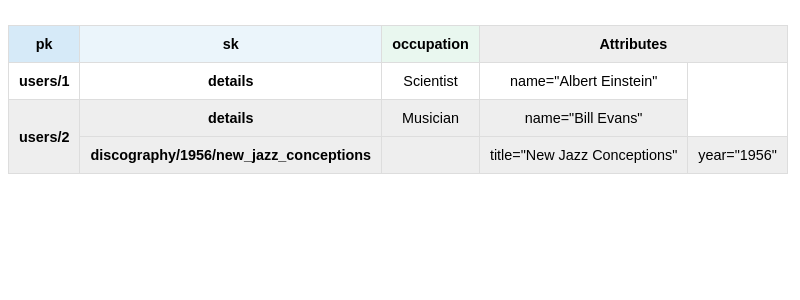 pk sk occupation Attributes
users/1 details Scientist name="Albert Einstein"
users/2 details Musician name="Bill Evans"
discography/1956/new_jazz_conceptions title="New Jazz Conceptions" year="1956"